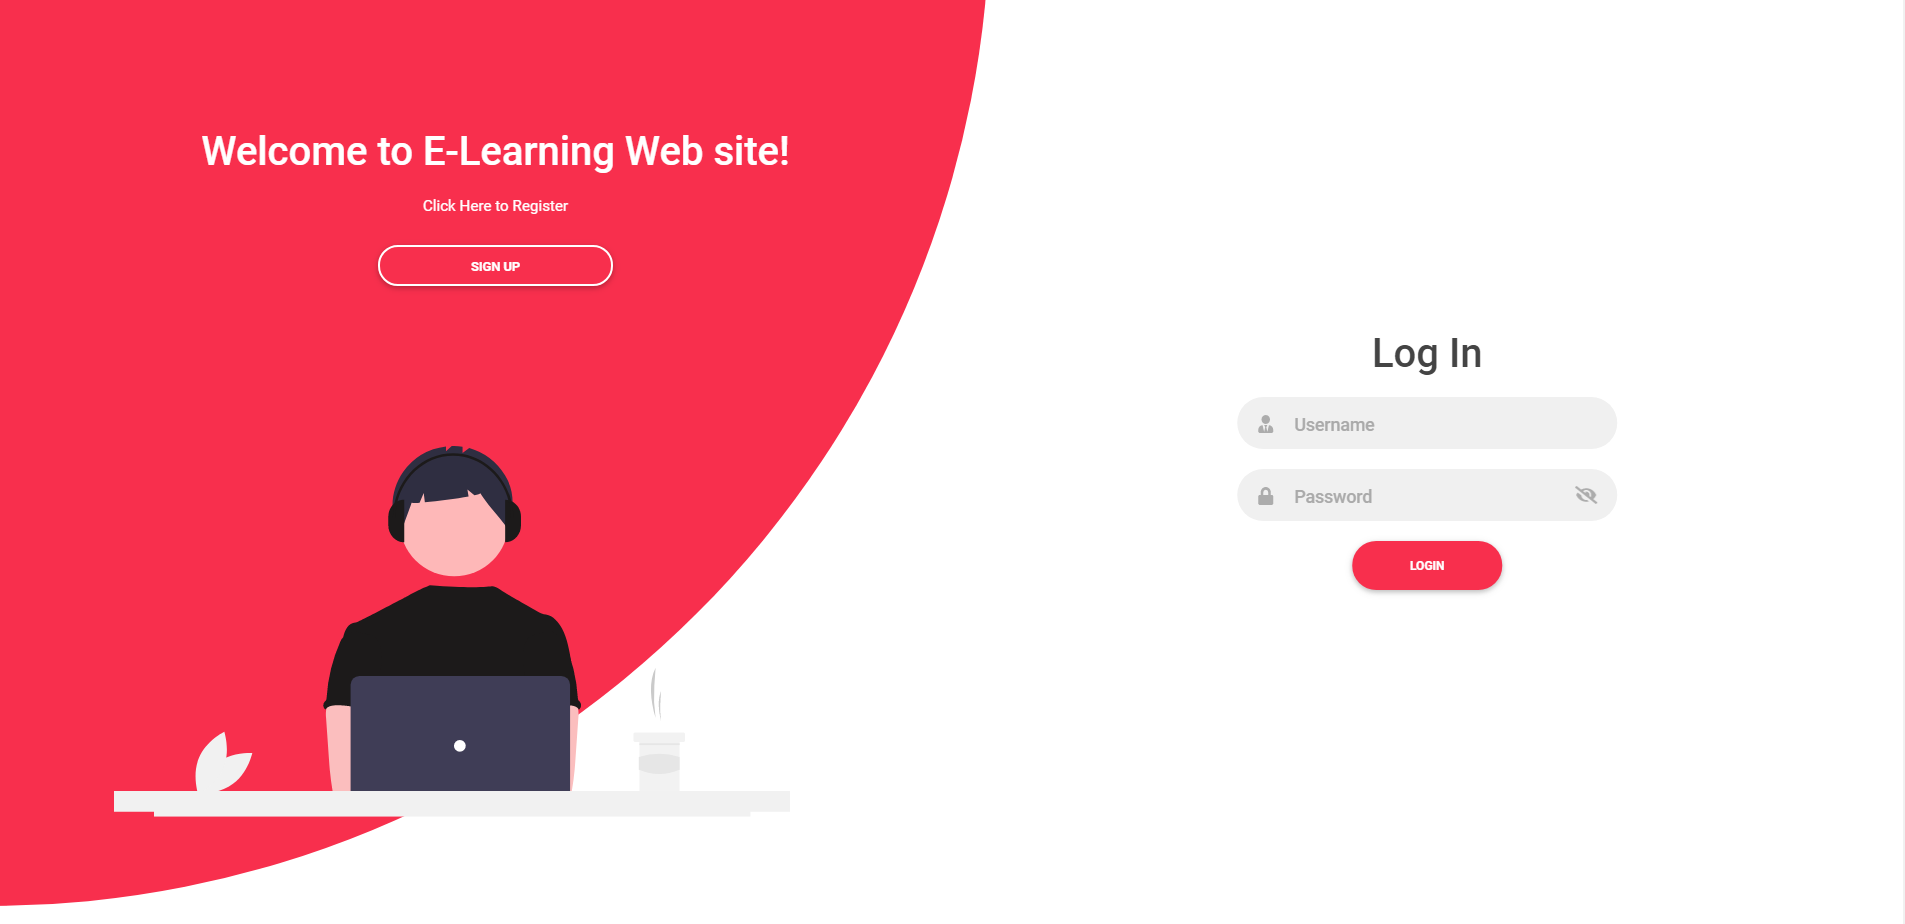 Welcome to E-Learning Web site!
Click Here to Register
SIGN UP
Log In
Username
Password
LOGIN